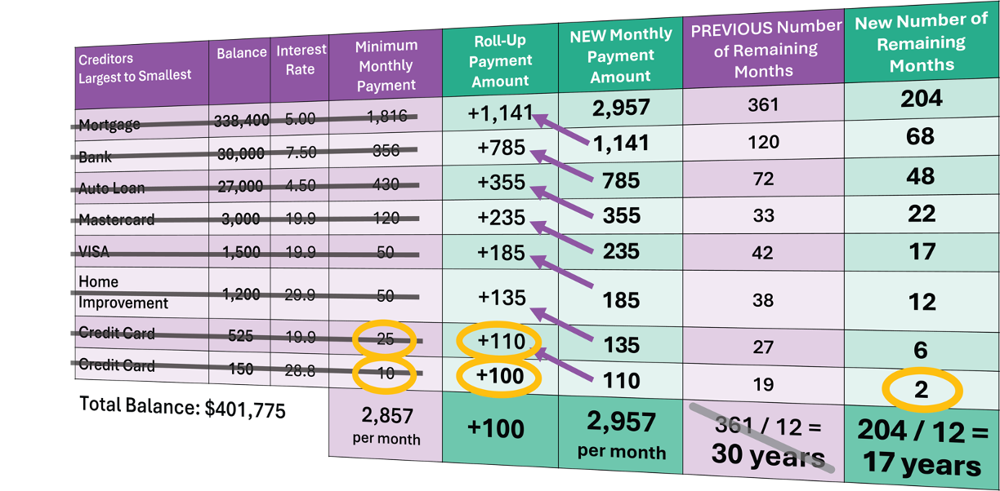 Creditors
Largest to Smallest
Balance
Interest
Rate
Minimum
Monthly
Payment
Roll-Up
Payment
Amount
NEW Monthly
Payment
Amount
PREVIOUS Number
of Remaining
Months
New Number of
Remaining
Months
Mortgage 338,400 5.00 1,816 +1,141 2,957 361 204
Bank 30,000 7.50 356 +785 1,141 120 68
Auto Loan 27,000 4.50 430 +355 785 72 48
Mastercard 3,000 19.9 120 +235 355 33 22
VISA 1,500 19.9 50 +185 235 42 17
Home
Improvement 1,200 29.9 50 +135 185 38 12
Credit Card 525 19.9 25 +110 135 27 6
Credit Card 150 28.8 10 +100 110 19 2
Total Balance: $401,775
2,857
per month
+100
2,957
per month
361 / 12 =
30 years
204 / 12 =
17 years